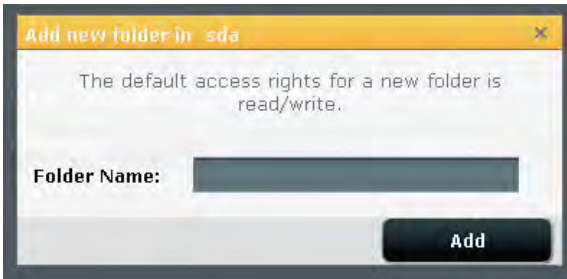 Add new folder in sda
The default access rights for a new folder is
read/write.
Folder Name:
Add